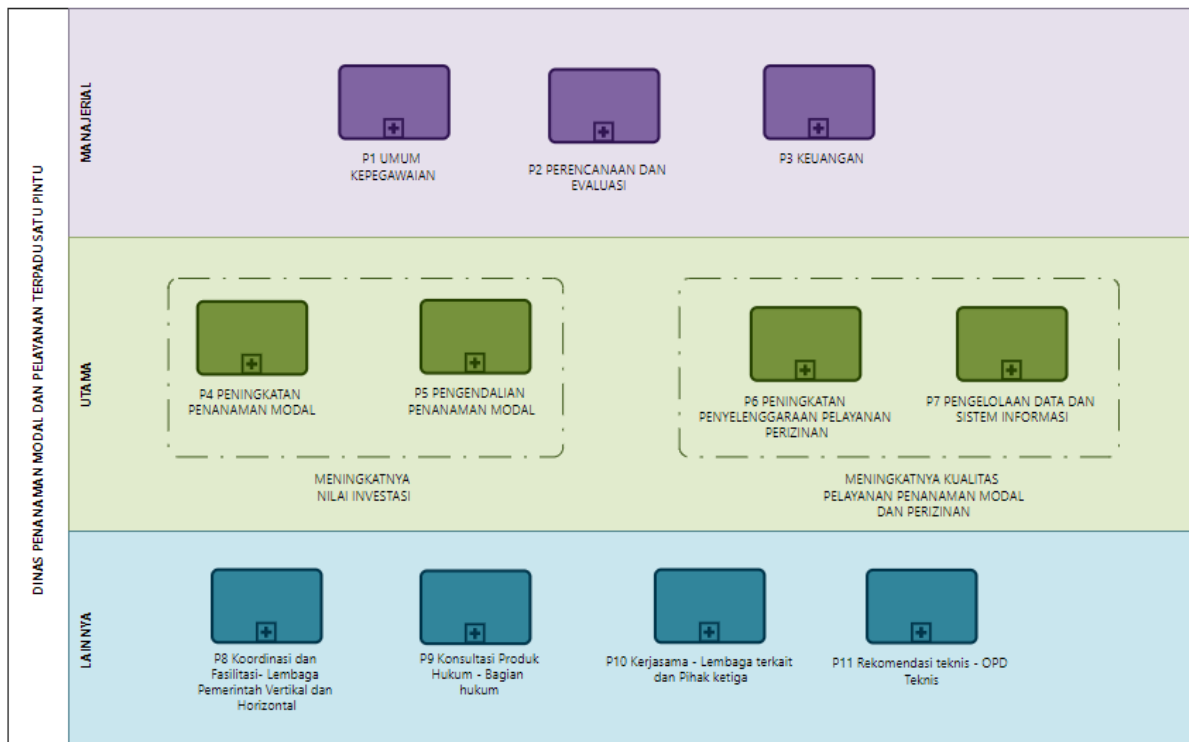 DINAS PENANAMAN MODAL DAN PELAYANAN TERPADU SATU PINTU
MANAJERIAL
P1 UMUM
KEPEGAWAIAN
P2 PERENCANAAN DAN
EVALUASI
P3 KEUANGAN
UTAMA
P4 PENINGKATAN
PENANAMAN MODAL
P5 PENGENDALIAN
PENANAMAN MODAL
MENINGKATNYA
NILAI INVESTASI
P6 PENINGKATAN
PENYELENGGARAAN PELAYANAN
PERIZINAN
P7 PENGELOLAAN DATA DAN
SISTEM INFORMASI
MENINGKATNYA KUALITAS
PELAYANAN PENANAMAN MODAL
DAN PERIZINAN
LAINNYA
P8 Koordinasi dan
Fasilitasi- Lembaga
Pemerintah Vertikal dan
Horizontal
P9 Konsultasi Produk
Hukum - Bagian
hukum
P10 Kerjasama - Lembaga terkait
dan Pihak ketiga
P11 Rekomendasi teknis - OPD
Teknis